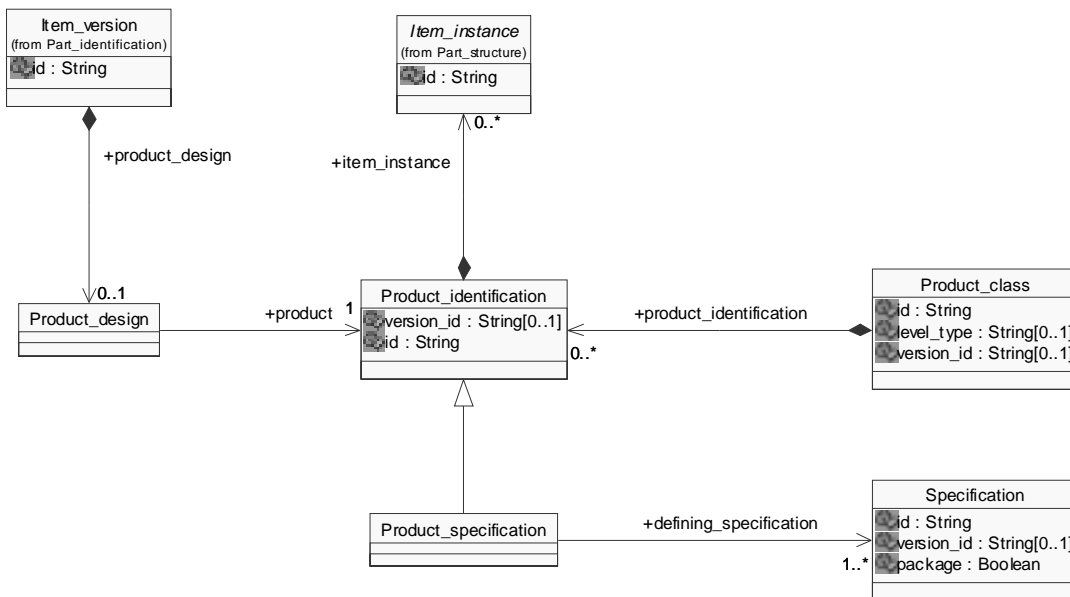 Item_version
(from Part_identification)
id : String
Item_instance
(from Part_structure)
id : String
0..*
+product_design
+item_instance
0..1
Product_design
+product
1
Product_identification
version_id : String[0..1]
id : String
+product_identification
0..*
Product_class
id : String
level_type : String[0..1]
version_id : String[0..1]
Product_specification
+defining_specification
1..*
Specification
id : String
version_id : String[0..1]
package : Boolean